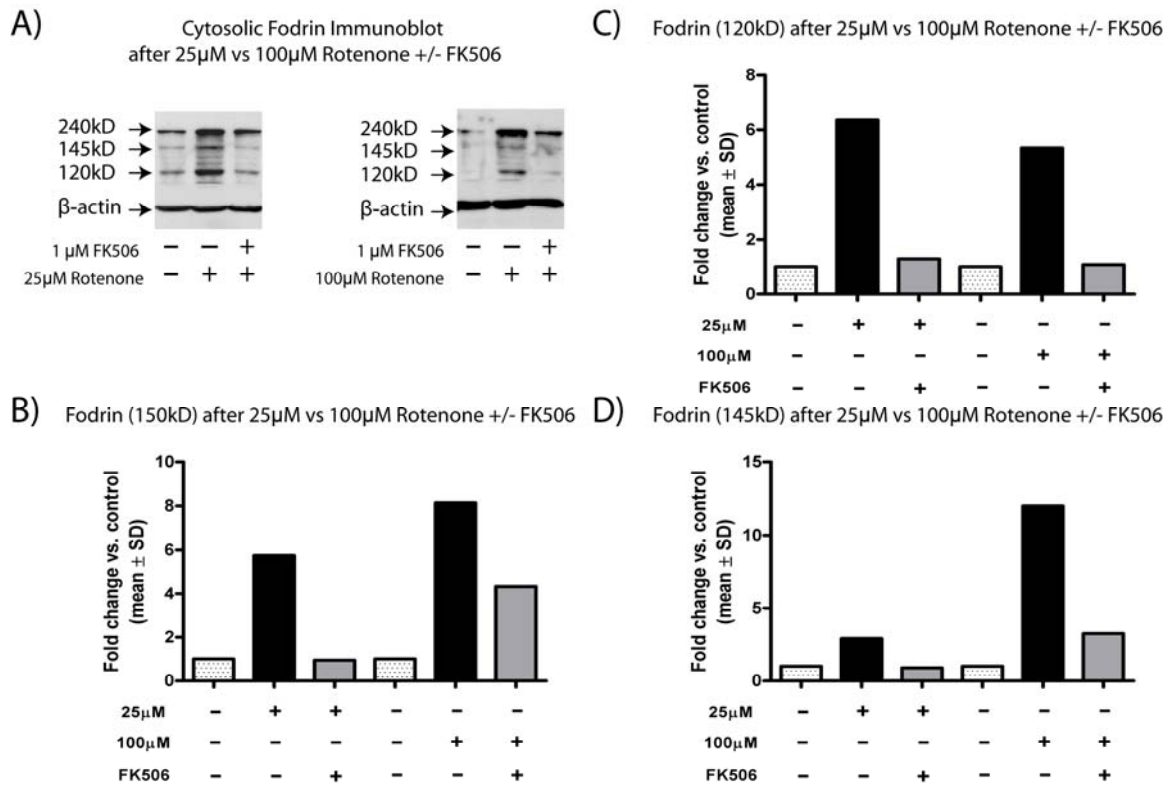 A)
Cytosolic Fodrin Immunoblot
after 25µM vs 100µM Rotenone +/- FK506
240kD
145kD
120kD
β-actin
1 µM FK506 − − +
25µM Rotenone − + +
240kD
145kD
120kD
β-actin
1 µM FK506 − − +
100µM Rotenone − + +
C)
Fodrin (120kD) after 25µM vs 100µM Rotenone +/- FK506
Fold change vs. control
(mean ± SD)
8
6
4
2
0
25µM − + + − − −
100µM − − − − + +
FK506 − − + − − +
B)
Fodrin (150kD) after 25µM vs 100µM Rotenone +/- FK506
Fold change vs. control
(mean ± SD)
10
8
6
4
2
0
25µM − + + − − −
100µM − − − − + +
FK506 − − + − − +
D)
Fodrin (145kD) after 25µM vs 100µM Rotenone +/- FK506
Fold change vs. control
(mean ± SD)
15
10
5
0
25µM − + + − − −
100µM − − − − + +
FK506 − − + − − +